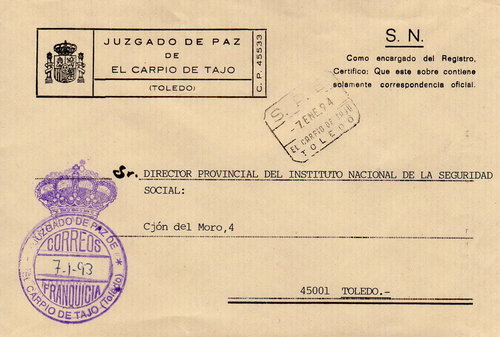 JUZGADO DE PAZ
DE
EL CARPIO DE TAJO
(TOLEDO)
C. P. 45533
S. N.
Como encargado del Registro,
Certifico: Que este sobre contiene
solamente correspondencia oficial.
-7.ENE.94
EL CARPIO DE TAJO
TOLEDO
Sr. DIRECTOR PROVINCIAL DEL INSTITUTO NACIONAL DE LA SEGURIDAD
SOCIAL:
Cjón del Moro,4
45001 TOLEDO.-
JUZGADO DE PAZ DE
CORREOS
7-1-93
FRANQUICIA
* EL CARPIO DE TAJO (Toledo) *